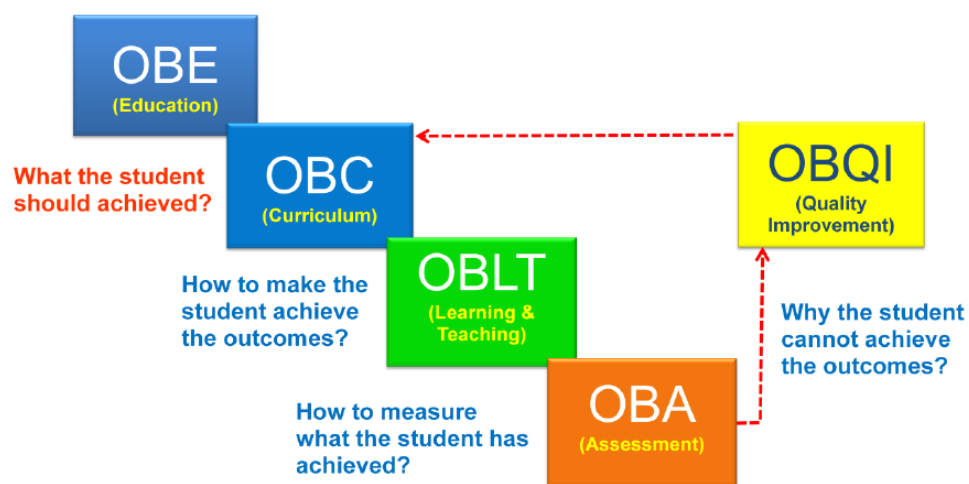 OBE
(Education)
What the student
should achieved?
OBC
(Curriculum)
OBQI
(Quality
Improvement)
How to make the
student achieve
the outcomes?
OBLT
(Learning &
Teaching)
Why the student
cannot achieve
the outcomes?
How to measure
what the student has
achieved?
OBA
(Assessment)